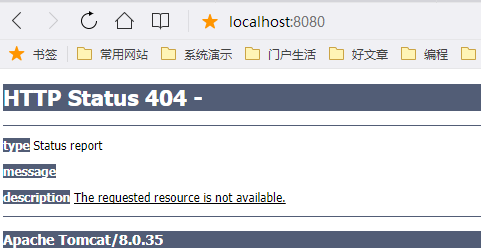 localhost:8080
书签 常用网站 系统演示 门户生活 好文章 编程
HTTP Status 404 -
type Status report
message
description The requested resource is not available.
Apache Tomcat/8.0.35